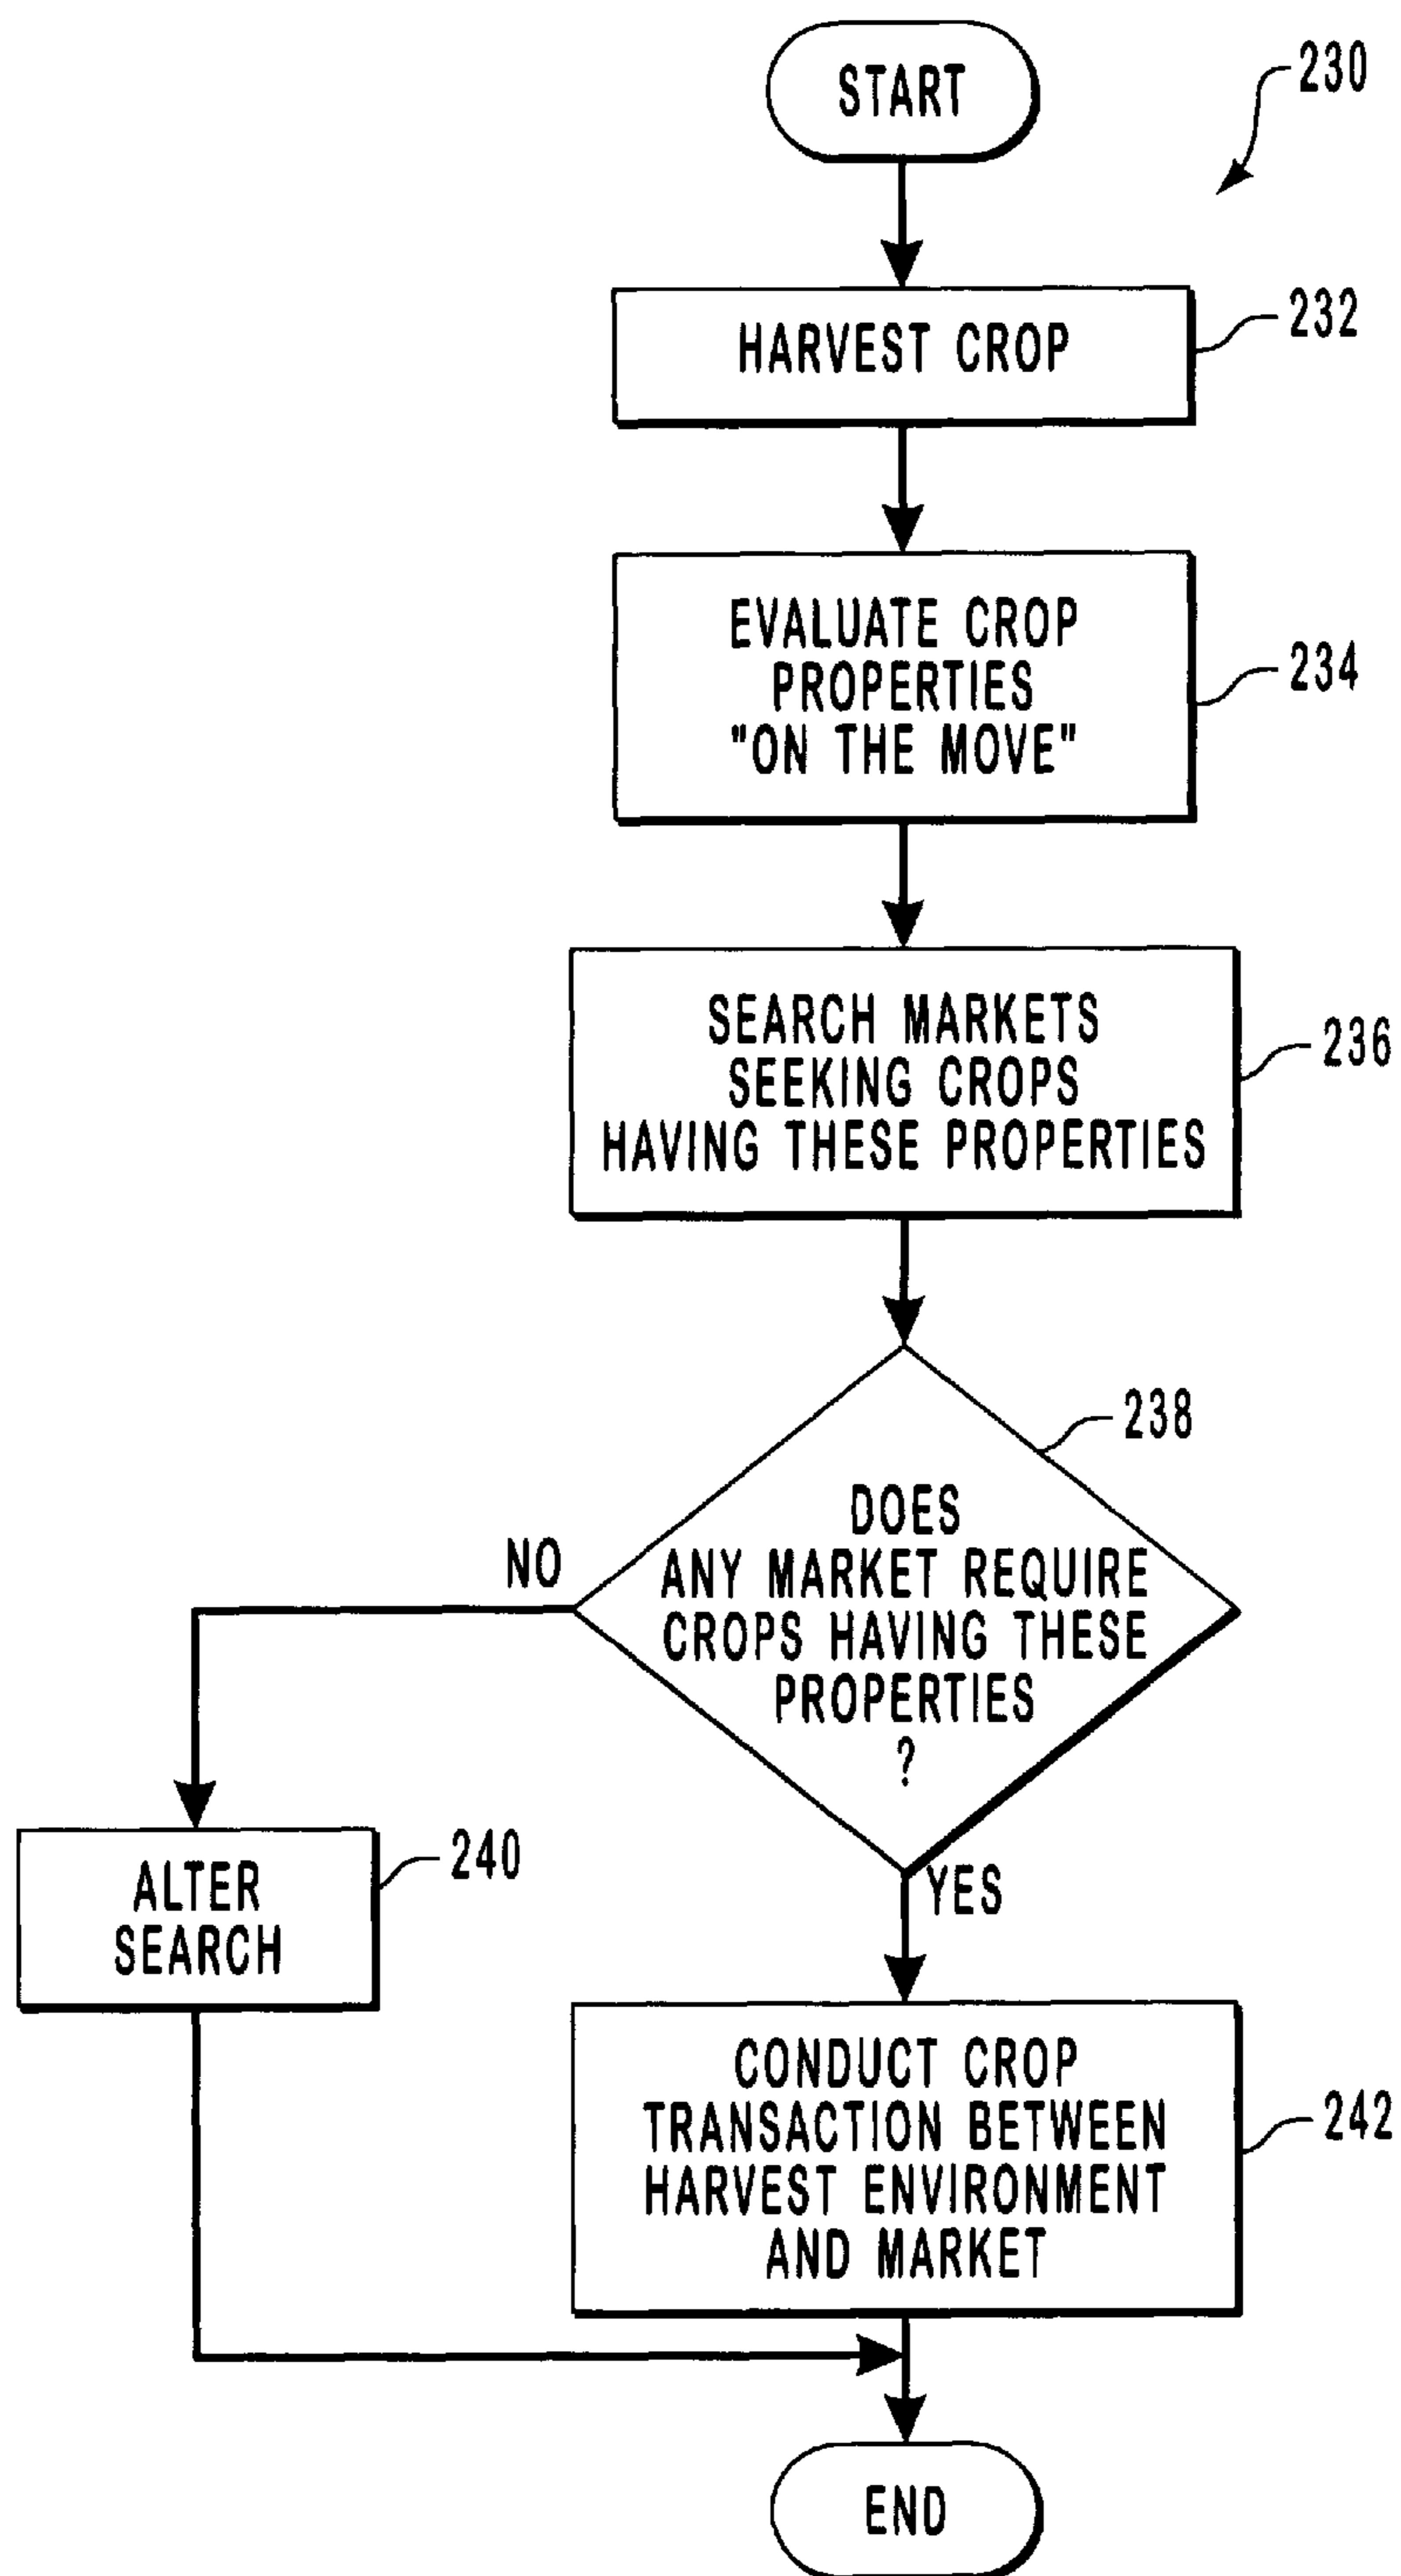 START
230
HARVEST CROP
232
EVALUATE CROP
PROPERTIES
"ON THE MOVE"
234
SEARCH MARKETS
SEEKING CROPS
HAVING THESE PROPERTIES
236
238
DOES
ANY MARKET REQUIRE
CROPS HAVING THESE
PROPERTIES
?
NO
YES
ALTER
SEARCH
240
CONDUCT CROP
TRANSACTION BETWEEN
HARVEST ENVIRONMENT
AND MARKET
242
END